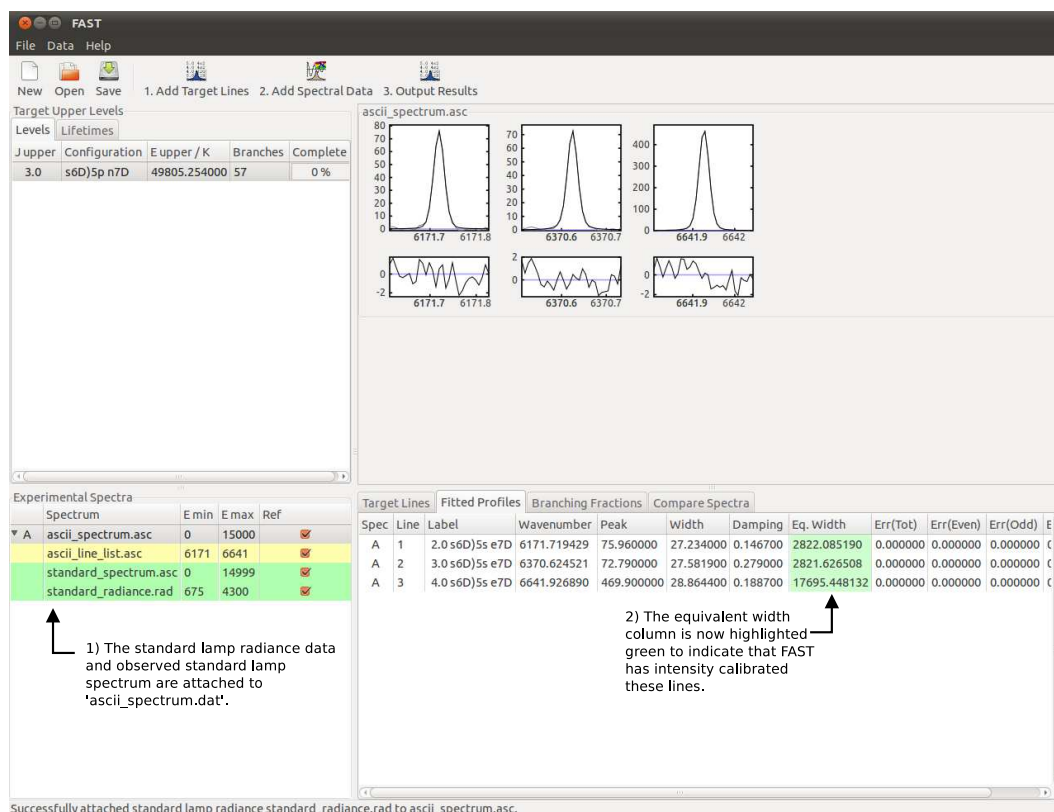 FAST
File Data Help
New Open Save 1. Add Target Lines 2. Add Spectral Data 3. Output Results
Target Upper Levels
Levels Lifetimes
J upper Configuration E upper / K Branches Complete
3.0 s6D)5p n7D 49805.254000 57 0 %
ascii_spectrum.asc
80
70
60
50
40
30
20
10
0
6171.7 6171.8
70
60
50
40
30
20
10
0
6370.6 6370.7
400
300
200
100
0
6641.9 6642
0
-2
6171.7 6171.8
2
0
6370.6 6370.7
0
-2
6641.9 6642
Experimental Spectra
Spectrum E min E max Ref
A ascii_spectrum.asc 0 15000
ascii_line_list.asc 6171 6641
standard_spectrum.asc 0 14999
standard_radiance.rad 675 4300
1) The standard lamp radiance data
and observed standard lamp
spectrum are attached to
'ascii_spectrum.dat'.
Target Lines Fitted Profiles Branching Fractions Compare Spectra
Spec Line Label Wavenumber Peak Width Damping Eq. Width Err(Tot) Err(Even) Err(Odd) E
A 1 2.0 s6D)5s e7D 6171.719429 75.960000 27.234000 0.146700 2822.085190 0.000000 0.000000 0.000000 0
A 2 3.0 s6D)5s e7D 6370.624521 72.790000 27.581900 0.279000 2821.626508 0.000000 0.000000 0.000000 0
A 3 4.0 s6D)5s e7D 6641.926890 469.900000 28.864400 0.188700 17695.448132 0.000000 0.000000 0.000000 0
2) The equivalent width
column is now highlighted
green to indicate that FAST
has intensity calibrated
these lines.
Successfully attached standard lamp radiance standard_radiance.rad to ascii_spectrum.asc.